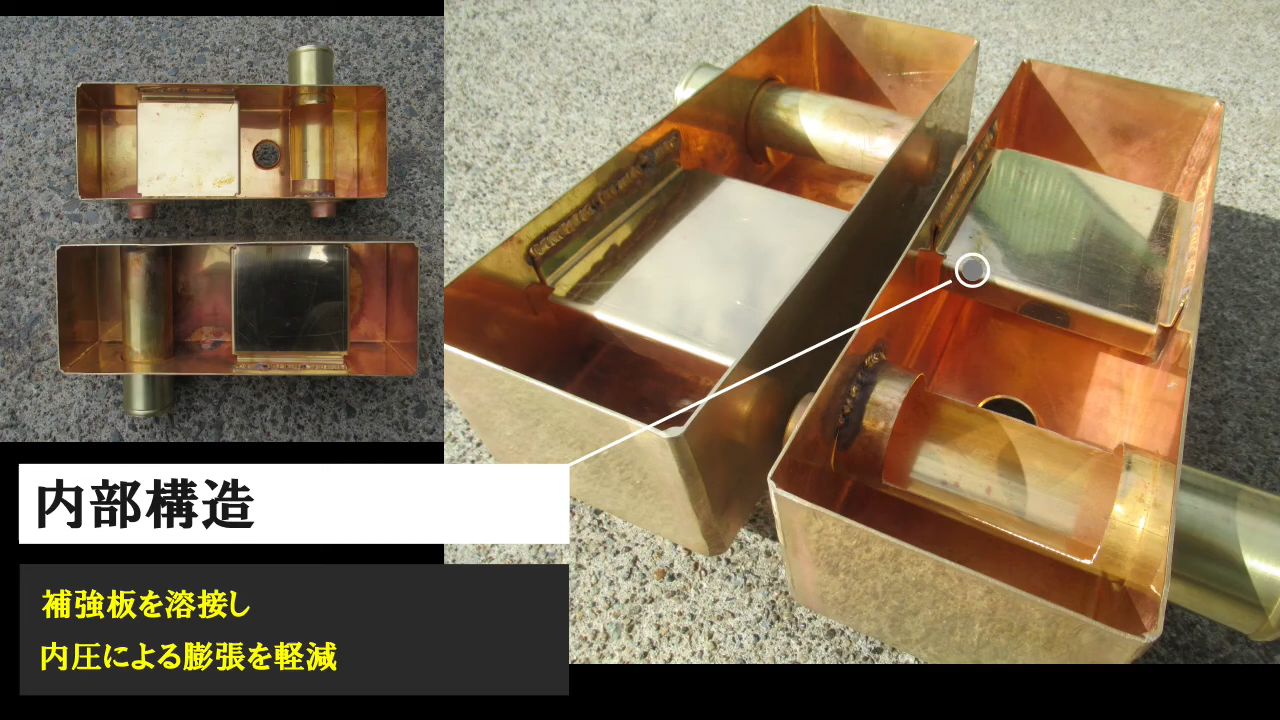 内部構造
補強板を溶接し
内圧による膨張を軽減